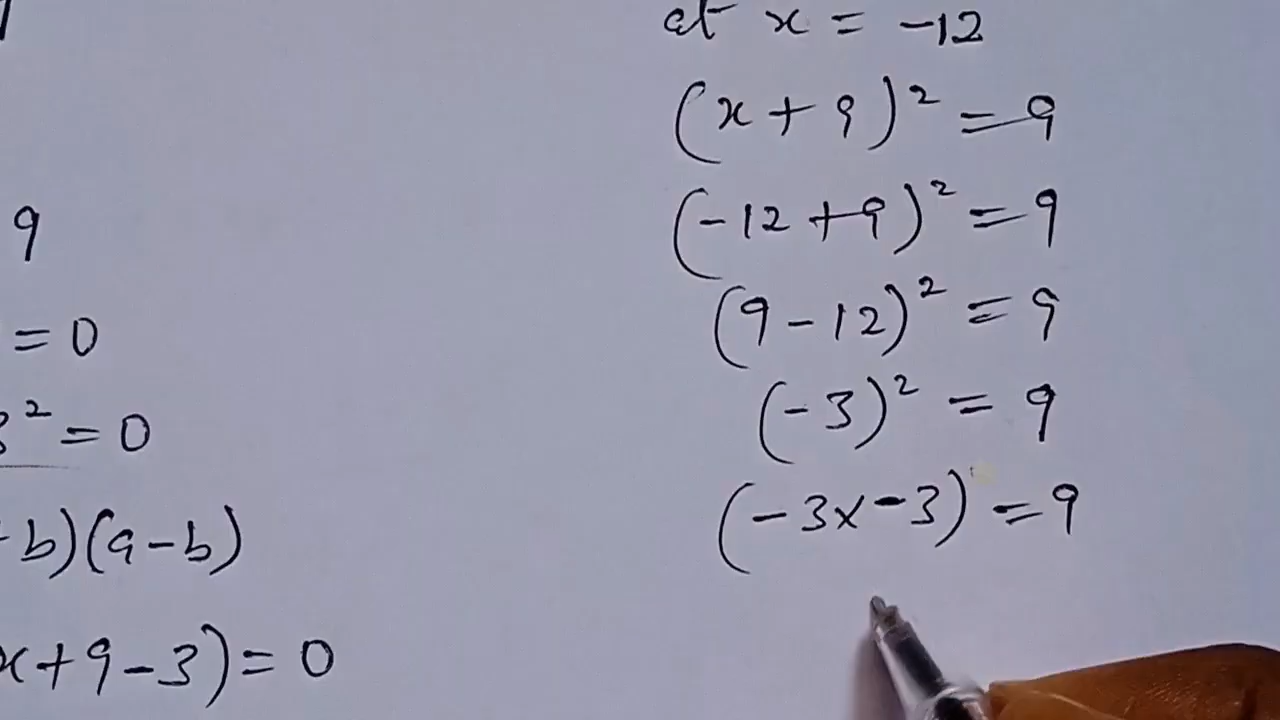 9
= 0
3² = 0
b)(a-b)
x+9-3) = 0
at x = -12
(x+9)² = 9
(-12+9)² = 9
(9-12)² = 9
(-3)² = 9
(-3x-3) = 9